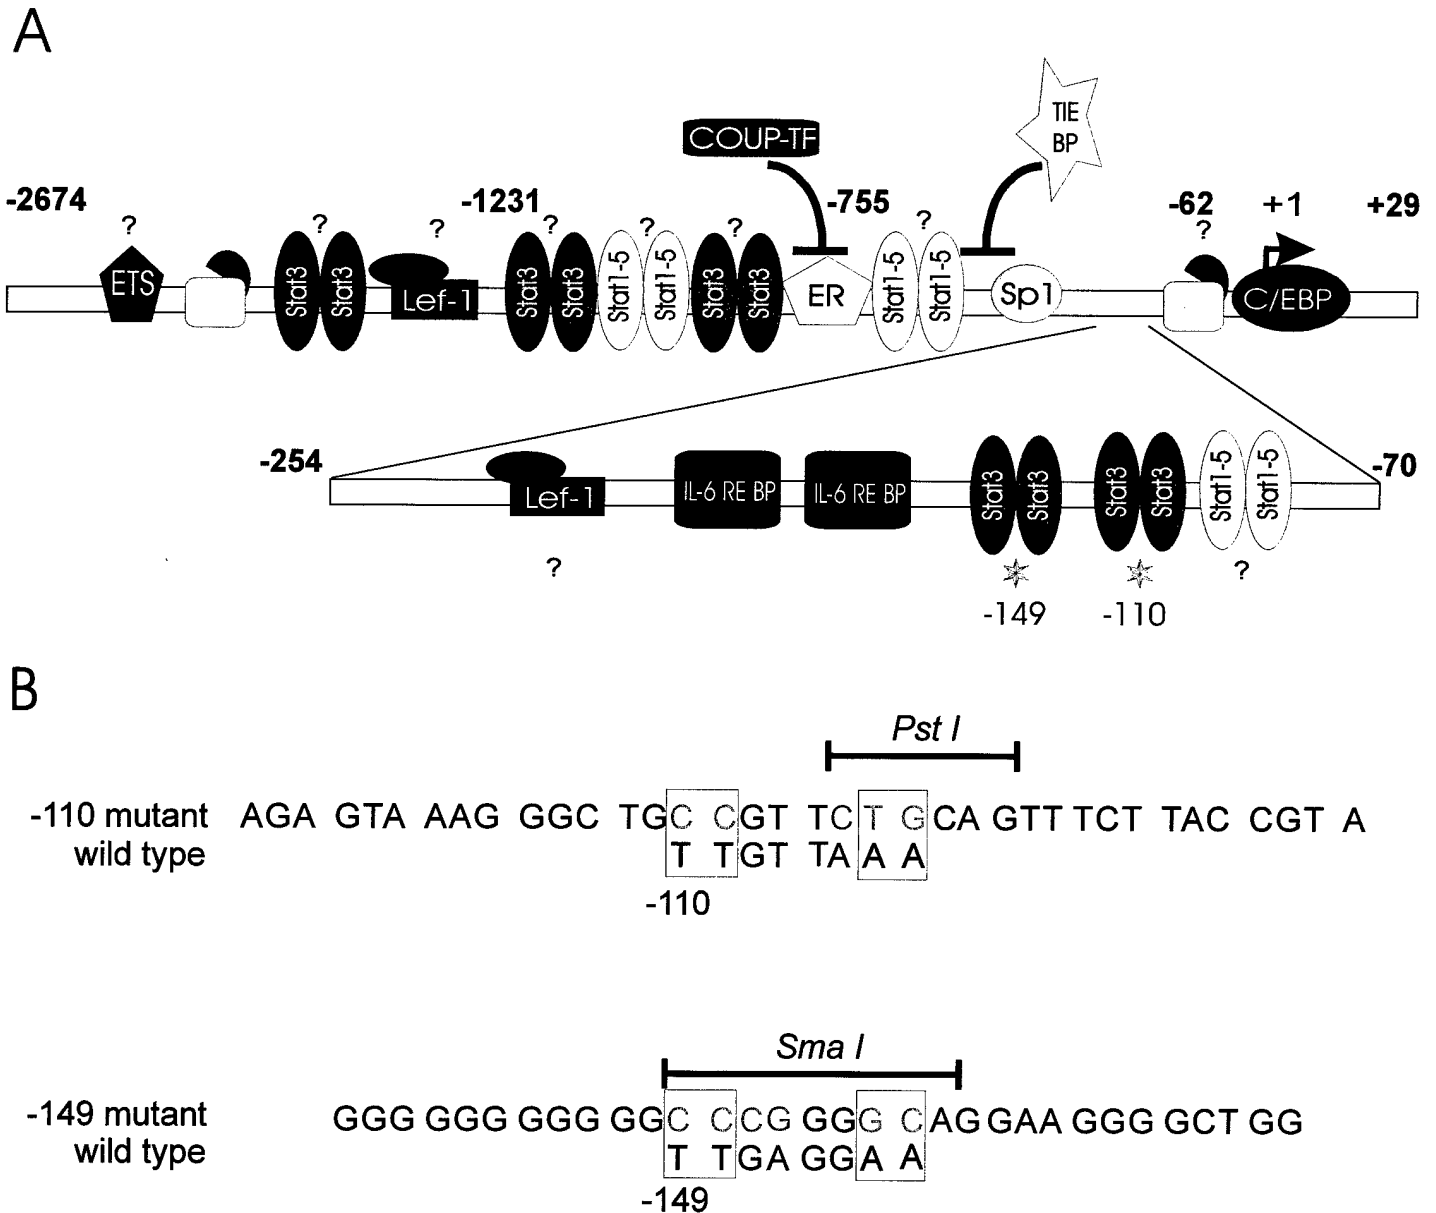 A
COUP-TF
TIE
BP
-2674 -1231 -755 -62 +1 +29
? ? ? ? ? ? ? ?
ETS Stat3 Stat3 Lef-1 Stat3 Stat3 Stat1-5 Stat1-5 Stat3 Stat3 ER Stat1-5 Stat1-5 Sp1 C/EBP
-254 -70
Lef-1 IL-6 RE BP IL-6 RE BP Stat3 Stat3 Stat3 Stat3 Stat1-5 Stat1-5
? ?
-149 -110
B
Pst I
-110 mutant AGA GTA AAG GGC TGC CGT TCT GCA GTT TCT TAC CGT A
wild type T TGT TAA A
-110
Sma I
-149 mutant GGG GGG GGG GGC CCG GGG CAG GAA GGG GCT GG
wild type T TGA GGA A
-149